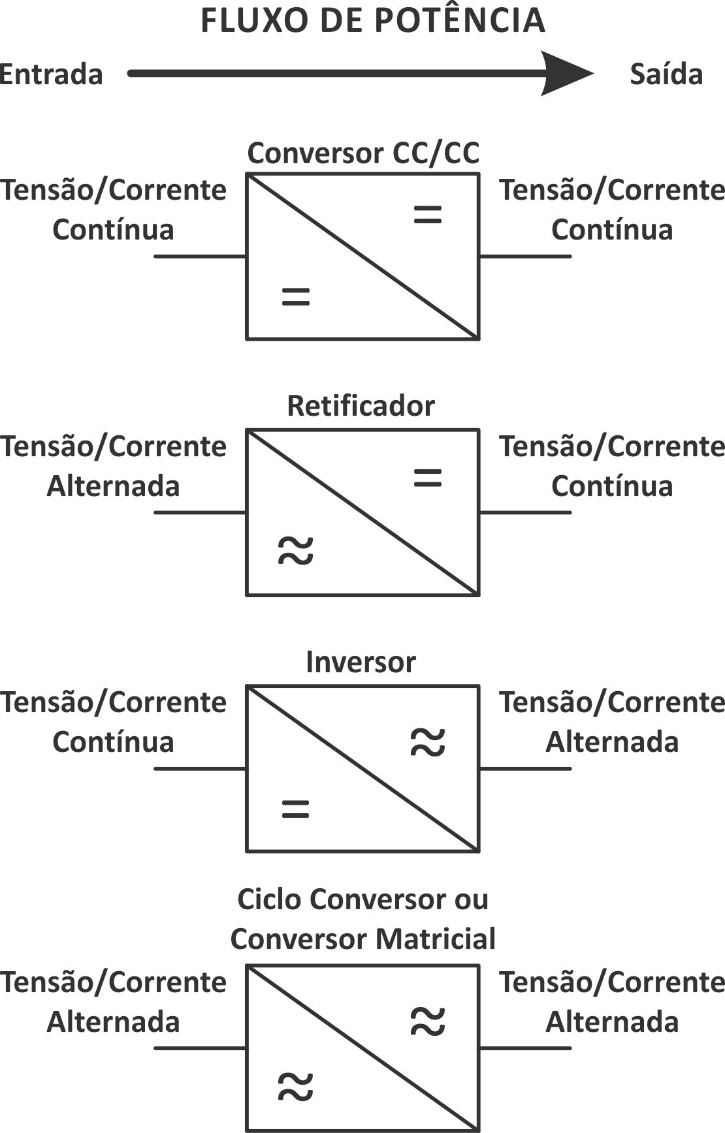 FLUXO DE POTÊNCIA
Entrada
Saída
Conversor CC/CC
Tensão/Corrente
Contínua
Tensão/Corrente
Contínua
=
=
Retificador
Tensão/Corrente
Alternada
Tensão/Corrente
Contínua
=
≈
Inversor
Tensão/Corrente
Contínua
Tensão/Corrente
Alternada
≈
=
Ciclo Conversor ou
Conversor Matricial
Tensão/Corrente
Alternada
Tensão/Corrente
Alternada
≈
≈